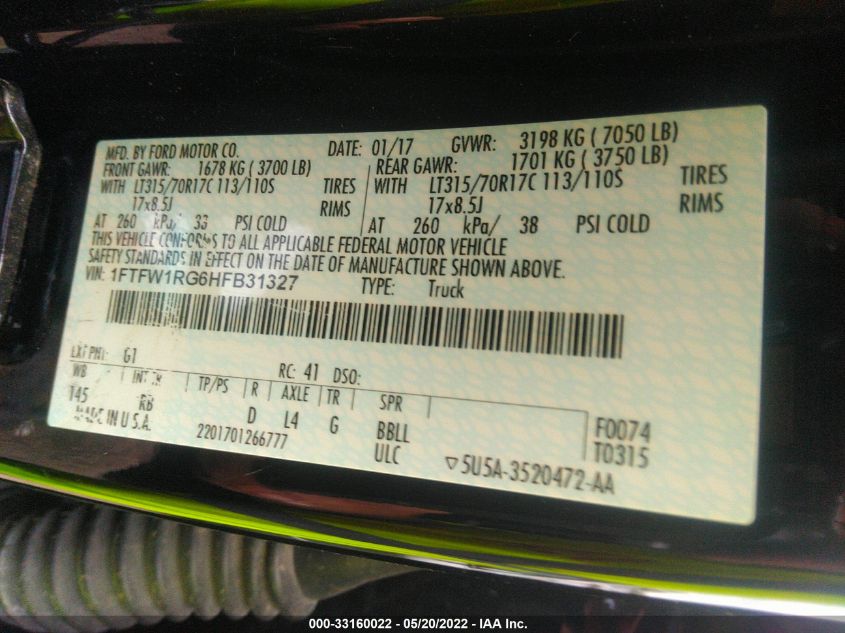 MFD. BY FORD MOTOR CO. DATE: 01/17 GVWR: 3198 KG ( 7050 LB)
FRONT GAWR: 1678 KG ( 3700 LB) REAR GAWR: 1701 KG ( 3750 LB)
WITH LT315/70R17C 113/110S TIRES WITH LT315/70R17C 113/110S TIRES
17x8.5J RIMS 17x8.5J RIMS
AT 260 kPa/ 33 PSI COLD AT 260 kPa/ 38 PSI COLD
THIS VEHICLE CONFORMS TO ALL APPLICABLE FEDERAL MOTOR VEHICLE
SAFETY STANDARDS IN EFFECT ON THE DATE OF MANUFACTURE SHOWN ABOVE.
VIN: 1FTFW1RG6HFB31327 TYPE: Truck
EXT PNT: G1 RC: 41 DSO:
WB INT TR TP/PS R AXLE TR SPR
145 RB D L4 G BBLL F0074
MADE IN U.S.A. 2201701266777 ULC T0315
▽5U5A-3520472-AA
000-33160022 - 05/20/2022 - IAA Inc.